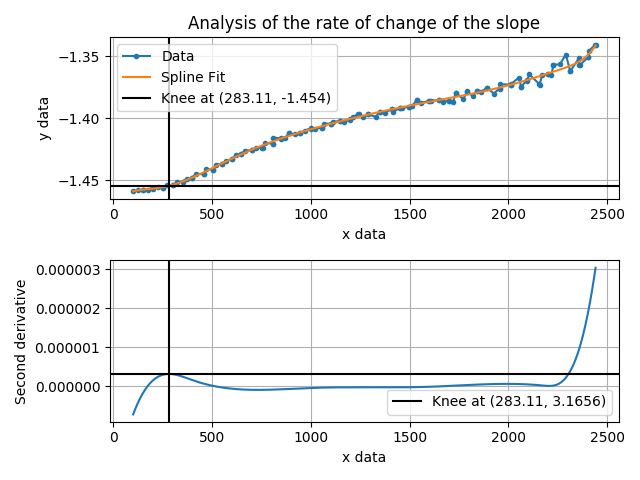 Analysis of the rate of change of the slope
−1.35
−1.40
−1.45
y data
Data
Spline Fit
Knee at (283.11, -1.454)
0
500
1000
1500
2000
2500
x data
0.000003
0.000002
0.000001
0.000000
Second derivative
Knee at (283.11, 3.1656)
0
500
1000
1500
2000
2500
x data